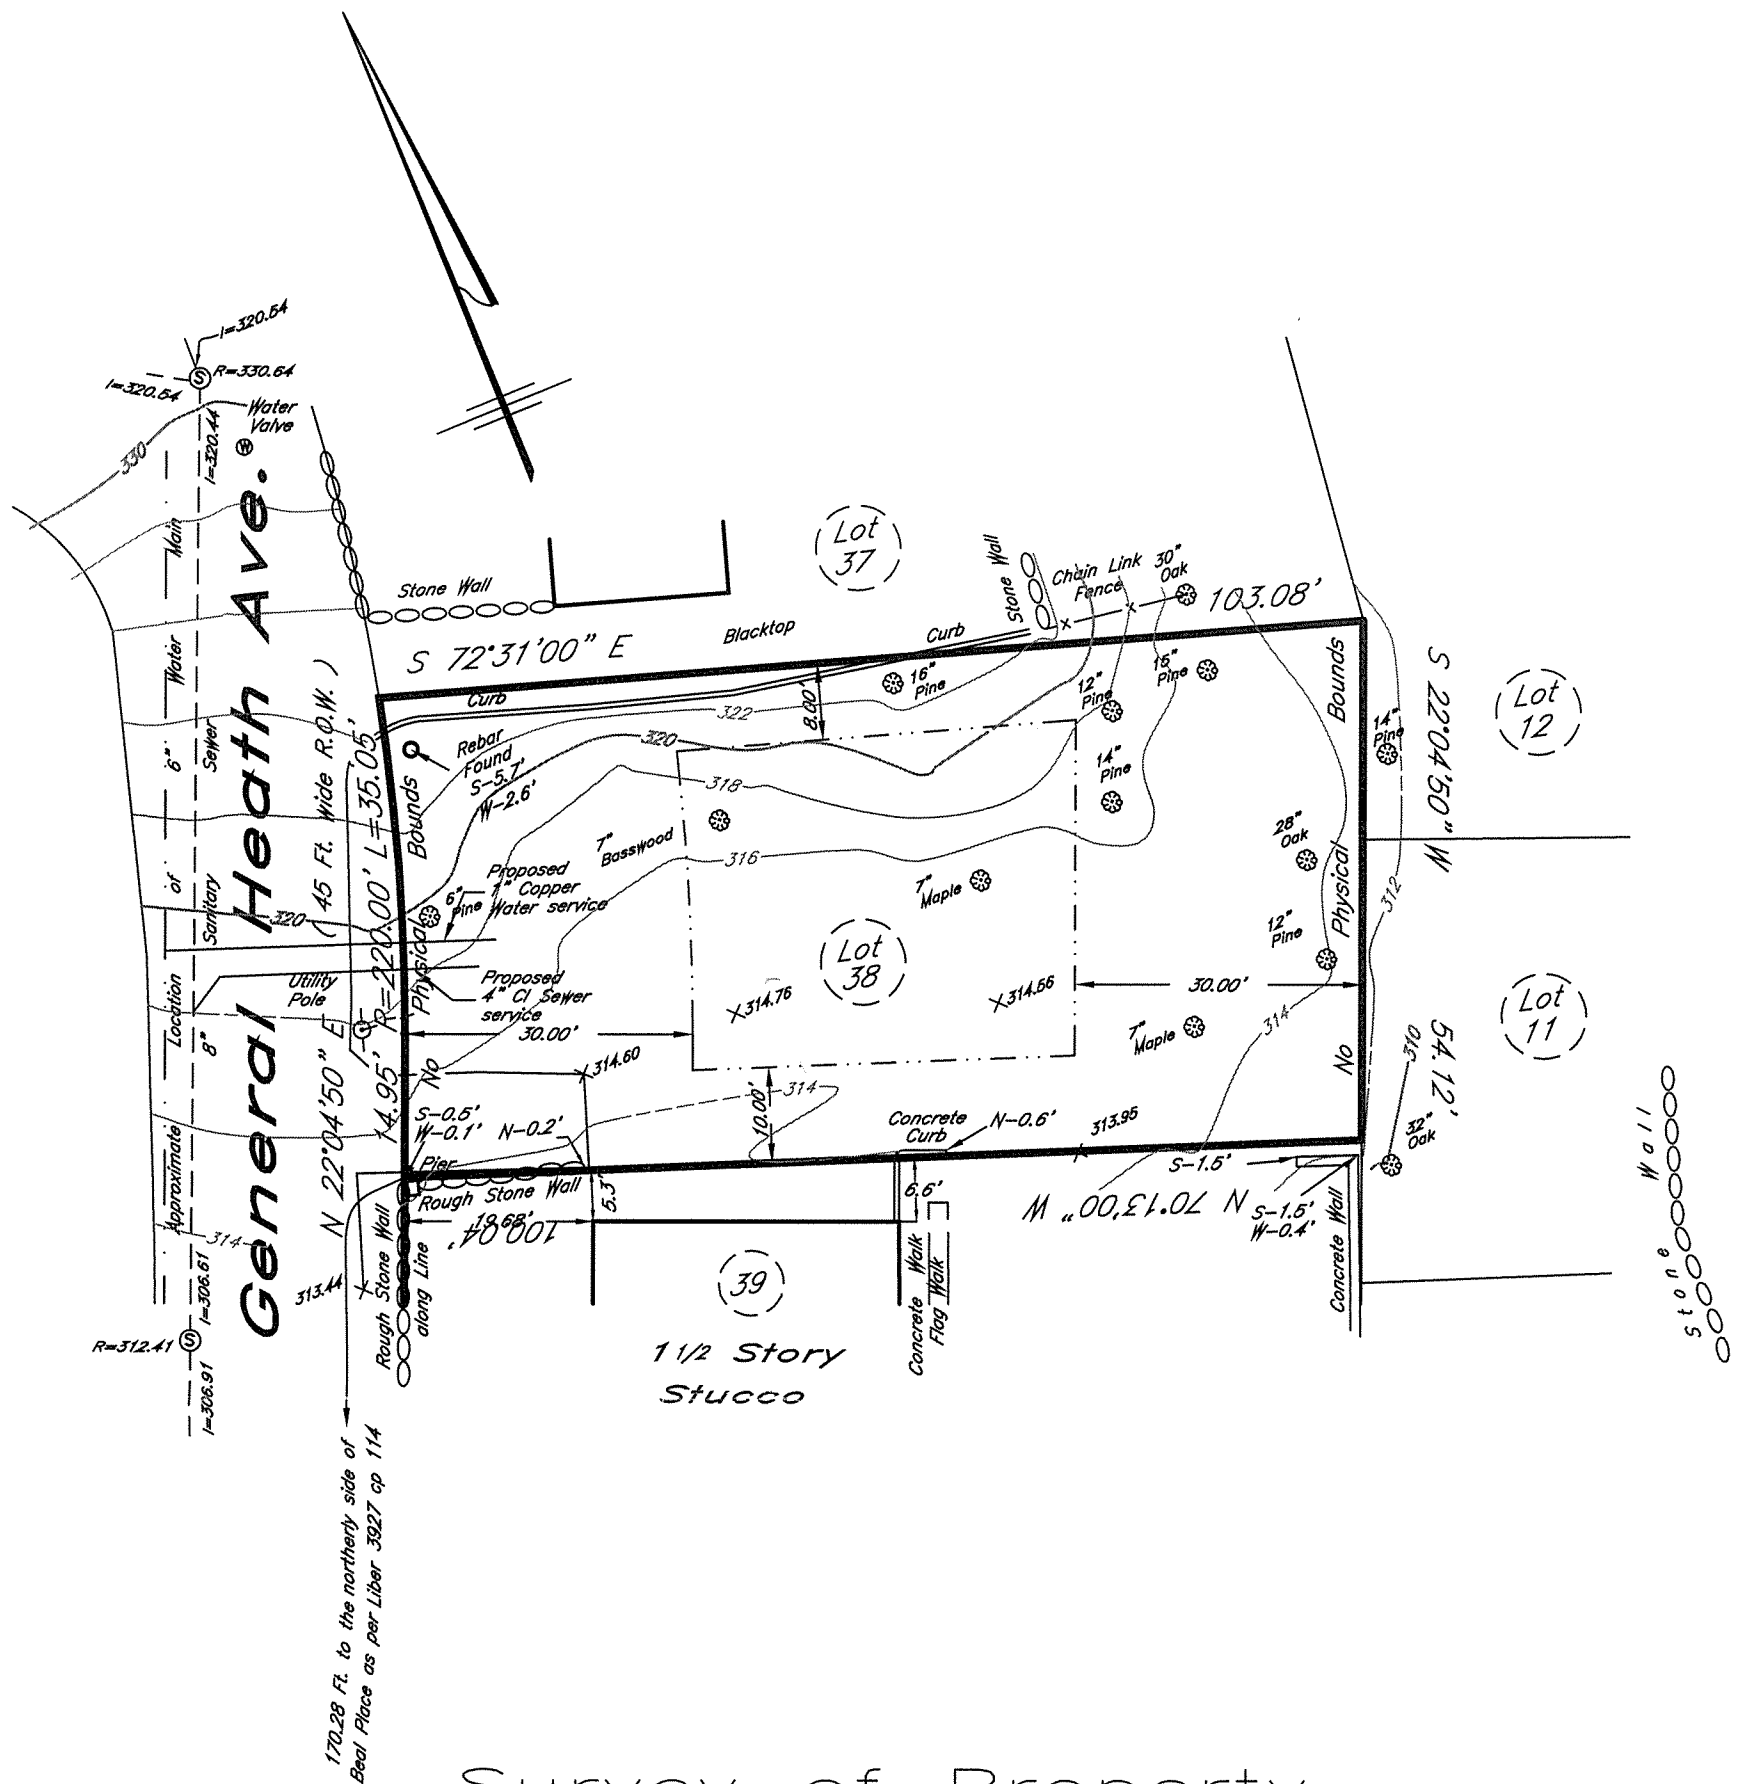 I=320.54
R=330.64
I=320.54
Water
Valve
I=320.44
330
General Heath Ave.
( 45 Ft. Wide R.O.W. )
Approximate Location of 6" Water Main
8" Sanitary Sewer
Lot
37
Stone Wall
Stone Wall
Chain Link
Fence
30"
Oak
103.08'
S 72°31'00" E
Blacktop
Curb
Curb
16"
Pine
12"
Pine
15"
Pine
No Physical Bounds
S 22°04'50" W
54.12'
Lot
12
14"
Pine
322
8.00'
320
Rebar
Found
S-5.7'
W-2.6'
318
14"
Pine
No Physical Bounds
R=220.00' L=35.05'
7"
Basswood
316
28"
Oak
312
Proposed
1" Copper
Water service
6"
Pine
7"
Maple
12"
Pine
320
Lot
38
Utility
Pole
Proposed
4" CI Sewer
service
314.76
314.56
30.00'
30.00'
7"
Maple
314
Lot
11
310
N 22°04'50" E
14.95'
314.60
314
10.00'
S-0.5'
W-0.1'
N-0.2'
Concrete
Curb
N-0.6'
313.95
32"
Oak
Pier
Rough Stone Wall
5.3'
6.6'
S-1.5'
N 70°13'00" W
S-1.5'
W-0.4'
19.68'
100.04'
Stone Wall
314
313.44
Rough Stone Wall
along Line
39
Concrete Walk
Flag Walk
Concrete Wall
I=306.61
R=312.41
I=306.91
1 1/2 Story
Stucco
170.28 Ft. to the northerly side of
Beal Place as per Liber 3927 cp 114
Survey of Property